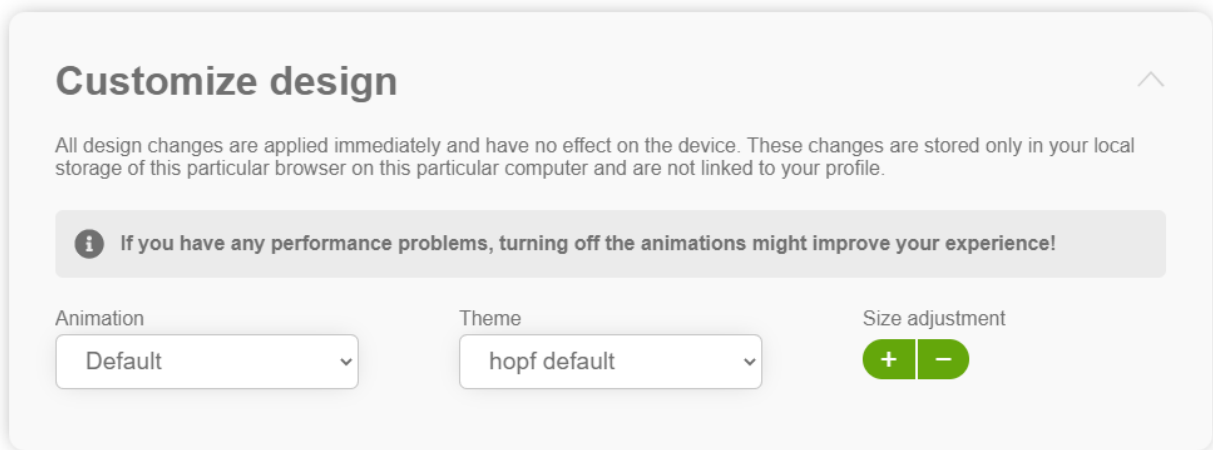 Customize design
All design changes are applied immediately and have no effect on the device. These changes are stored only in your local
storage of this particular browser on this particular computer and are not linked to your profile.
If you have any performance problems, turning off the animations might improve your experience!
Animation
Theme
Size adjustment
Default
hopf default
+ −